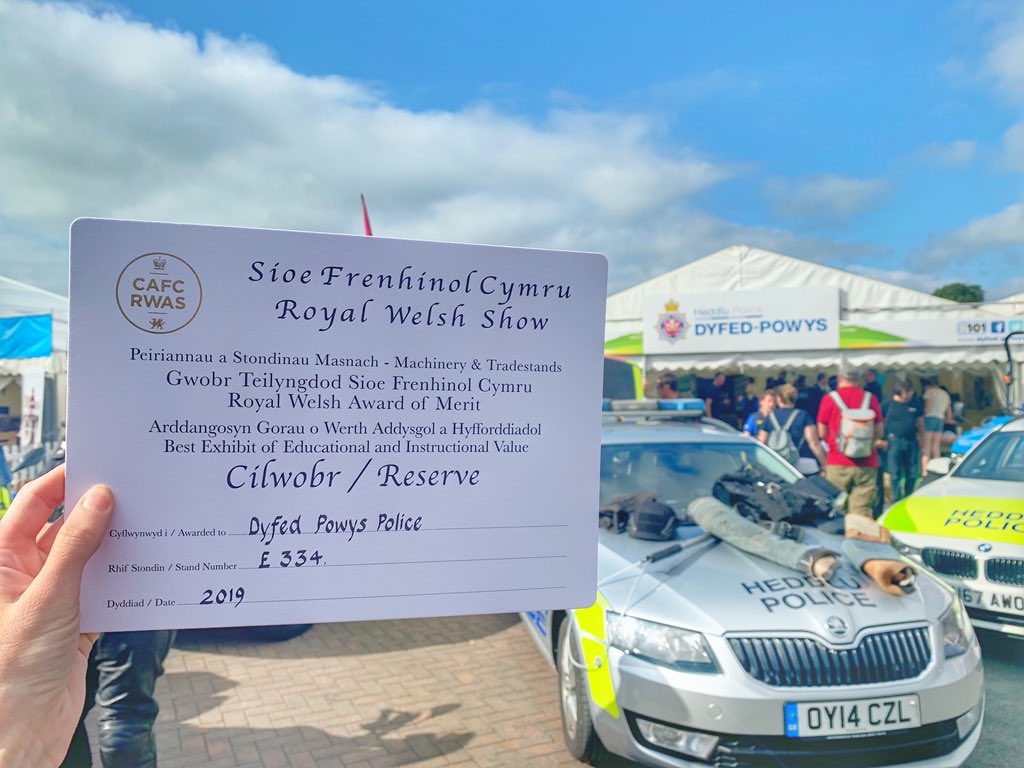 CAFC
RWAS
Sioe Frenhinol Cymru
Royal Welsh Show
Peiriannau a Stondinau Masnach - Machinery & Tradestands
Gwobr Teilyngdod Sioe Frenhinol Cymru
Royal Welsh Award of Merit
Arddangosyn Gorau o Werth Addysgol a Hyfforddiadol
Best Exhibit of Educational and Instructional Value
Cilwobr / Reserve
Cyflwynwyd i / Awarded to Dyfed Powys Police
Rhif Stondin / Stand Number E 334.
Dyddiad / Date 2019
Heddlu Police
DYFED-POWYS
101
HEDDLU
POLICE
OY14 CZL
HEDDLU
POLICE
67 AWO